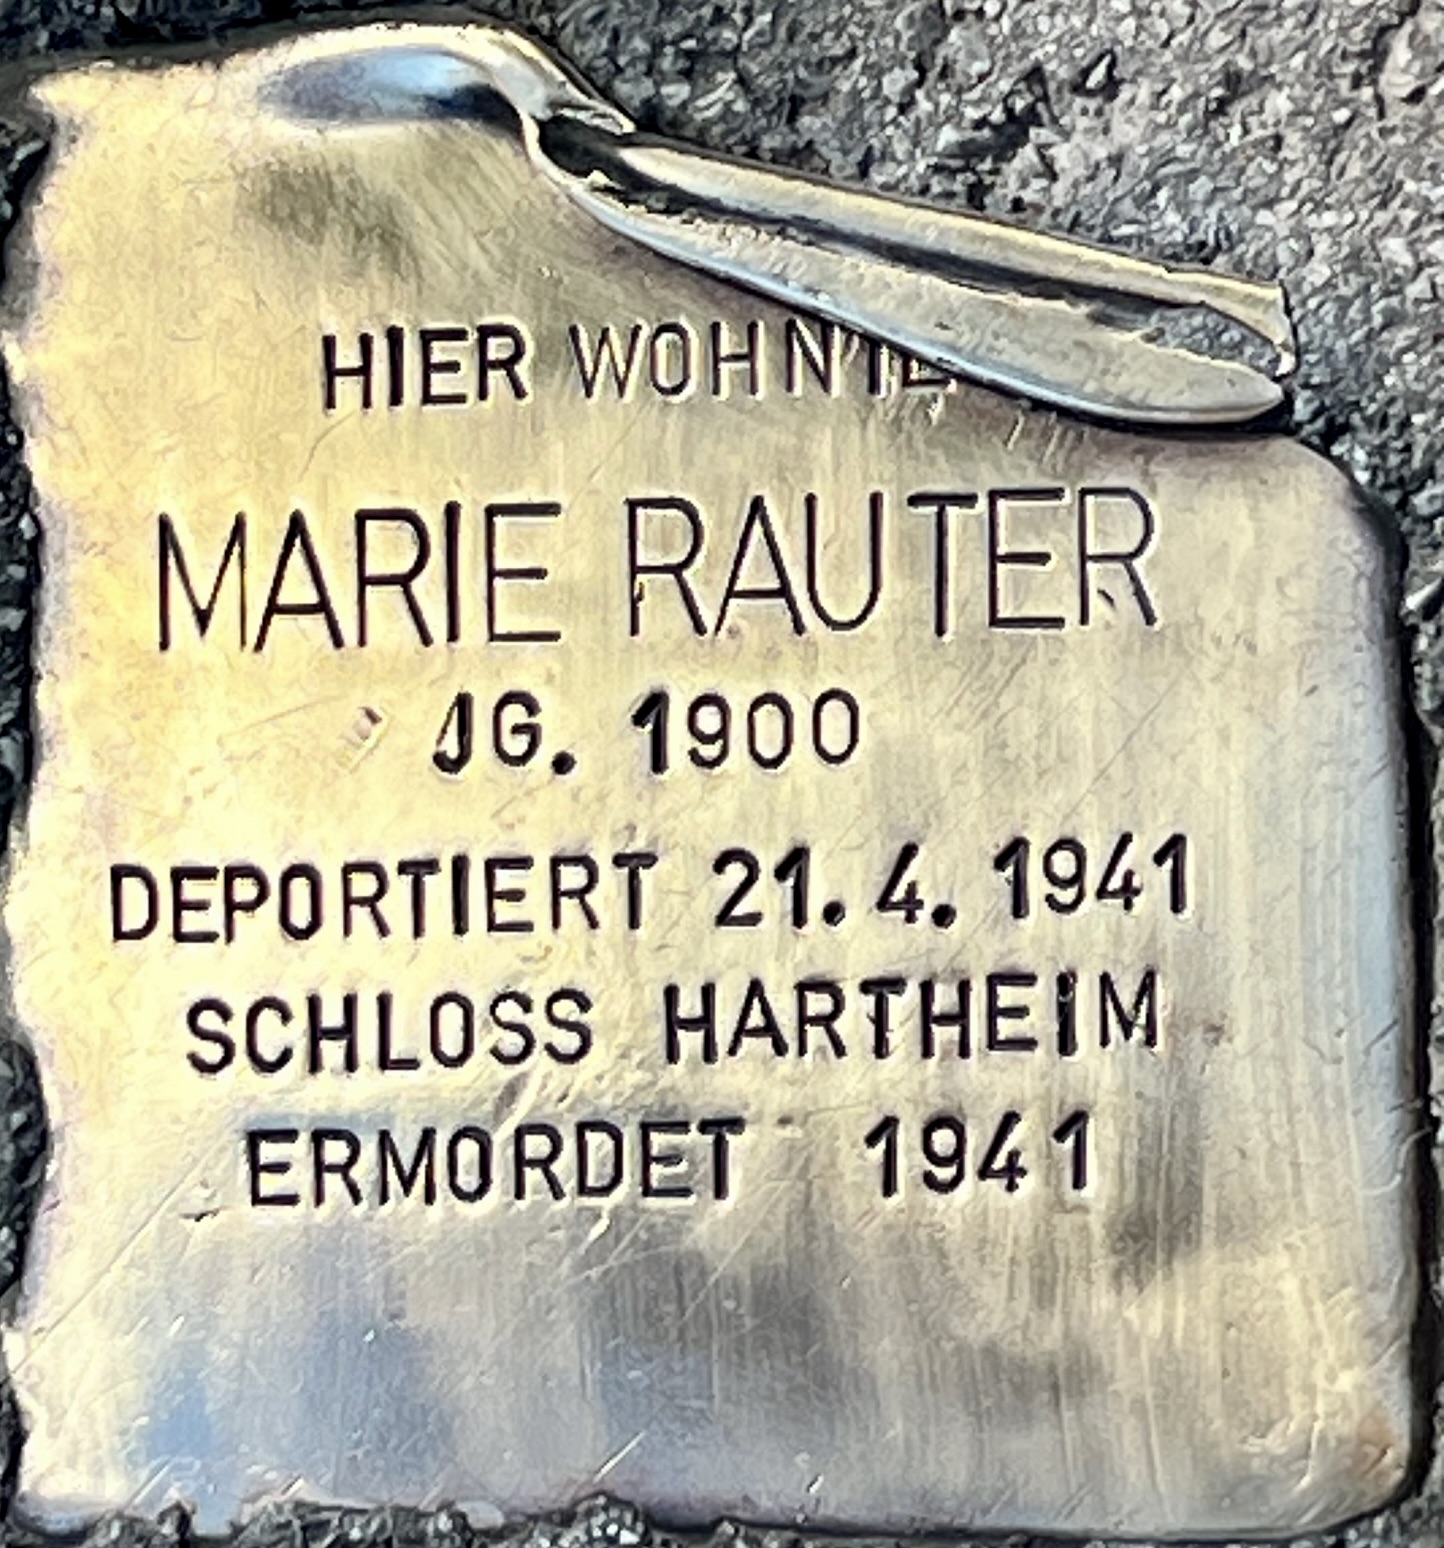 HIER WOHNTE
MARIE RAUTER
JG. 1900
DEPORTIERT 21.4.1941
SCHLOSS HARTHEIM
ERMORDET 1941